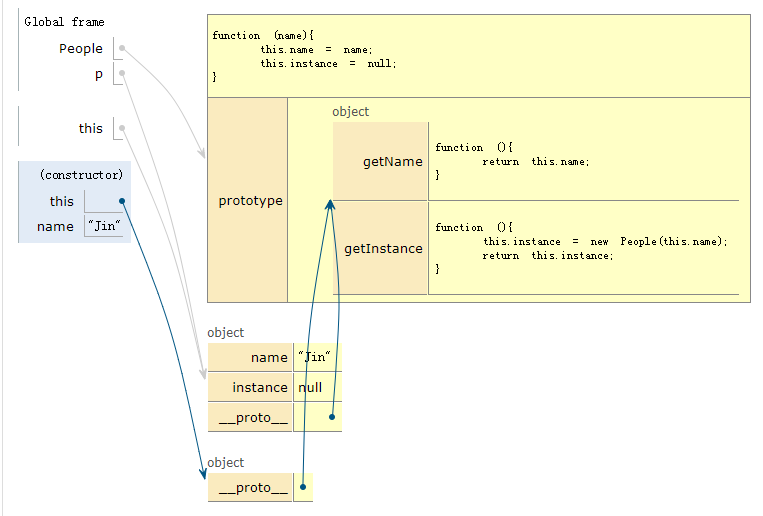 Global frame
People
p
this
(constructor)
this
name "Jin"
function (name){
this.name = name;
this.instance = null;
}
prototype
object
getName
function (){
return this.name;
}
getInstance
function (){
this.instance = new People(this.name);
return this.instance;
}
object
name "Jin"
instance null
__proto__
object
__proto__